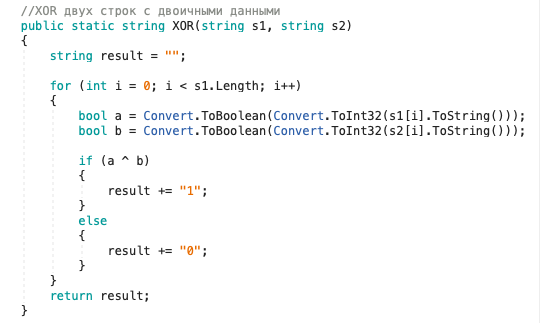 //XOR двух строк с двоичными данными
public static string XOR(string s1, string s2)
{
    string result = "";

    for (int i = 0; i < s1.Length; i++)
    {
        bool a = Convert.ToBoolean(Convert.ToInt32(s1[i].ToString()));
        bool b = Convert.ToBoolean(Convert.ToInt32(s2[i].ToString()));

        if (a ^ b)
        {
            result += "1";
        }
        else
        {
            result += "0";
        }
    }
    return result;
}